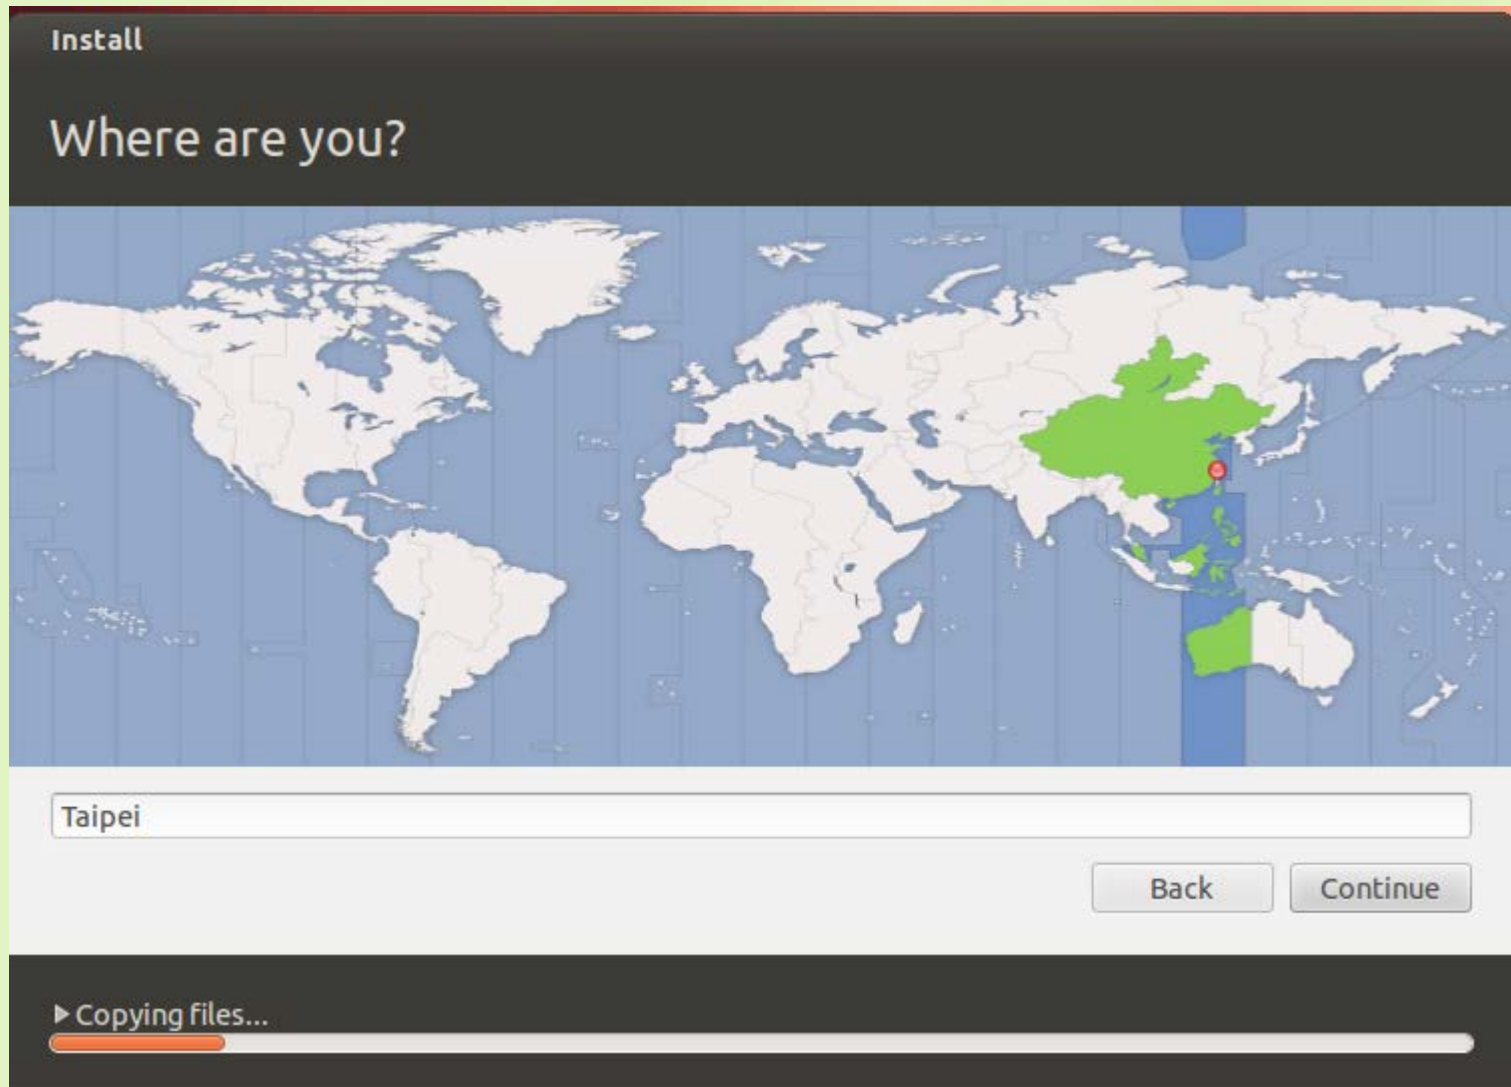 Install
Where are you?
Taipei
Back
Continue
Copying files...